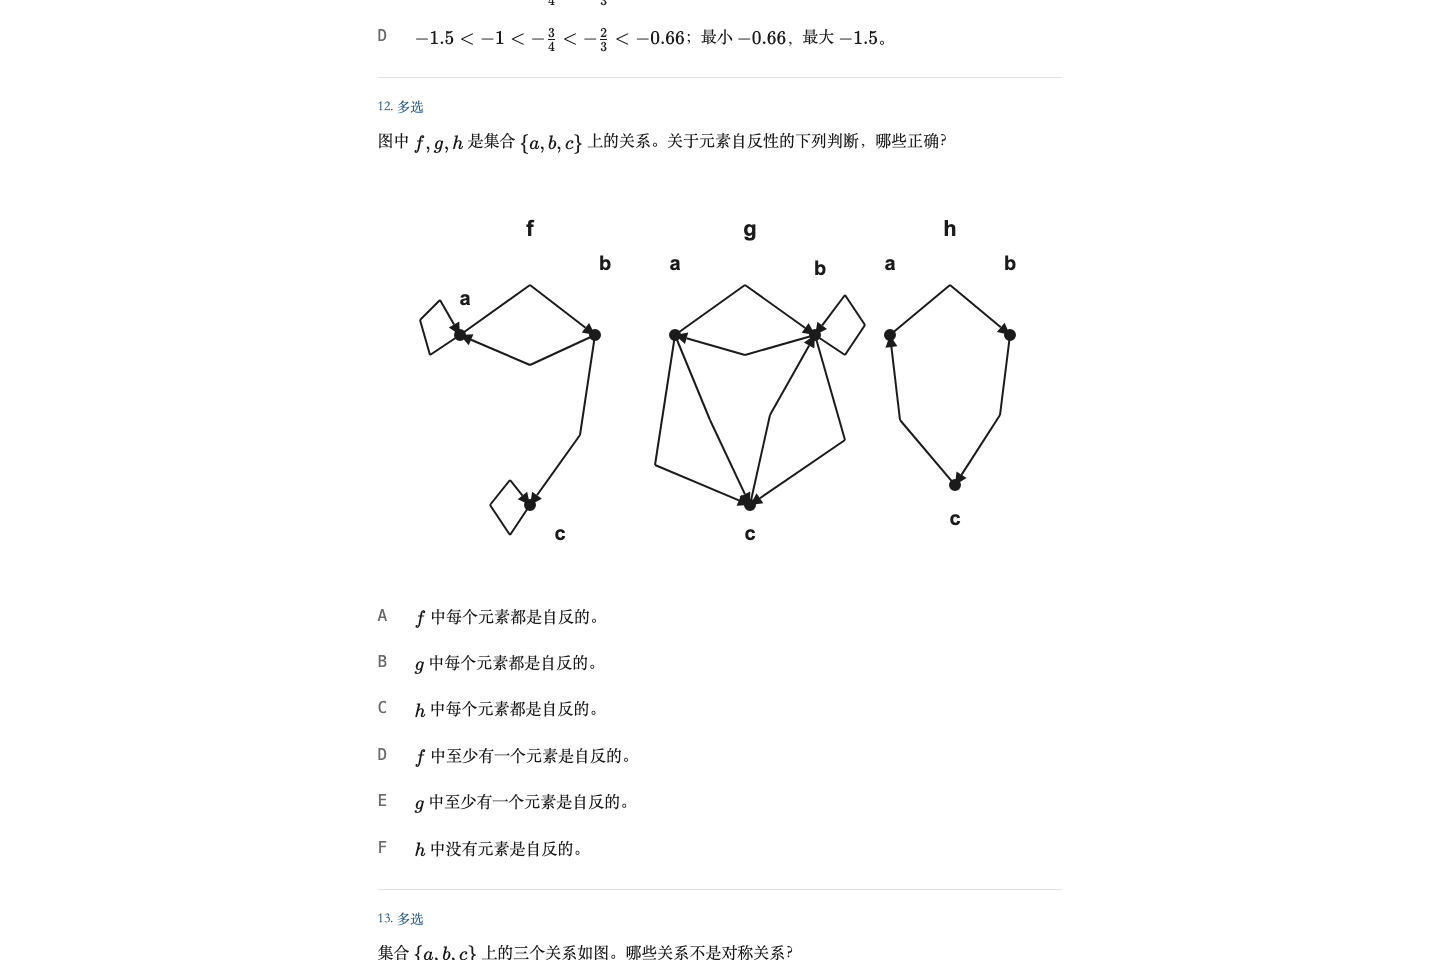 D $-1.5 < -1 < -\frac{3}{4} < -\frac{2}{3} < -0.66$；最小 $-0.66$，最大 $-1.5$。
12. 多选
图中 $f, g, h$ 是集合 $\{a, b, c\}$ 上的关系。关于元素自反性的下列判断，哪些正确？
f g h
a b a b a b
c c c
A $f$ 中每个元素都是自反的。
B $g$ 中每个元素都是自反的。
C $h$ 中每个元素都是自反的。
D $f$ 中至少有一个元素是自反的。
E $g$ 中至少有一个元素是自反的。
F $h$ 中没有元素是自反的。
13. 多选
集合 $\{a, b, c\}$ 上的三个关系如图。哪些关系不是对称关系？